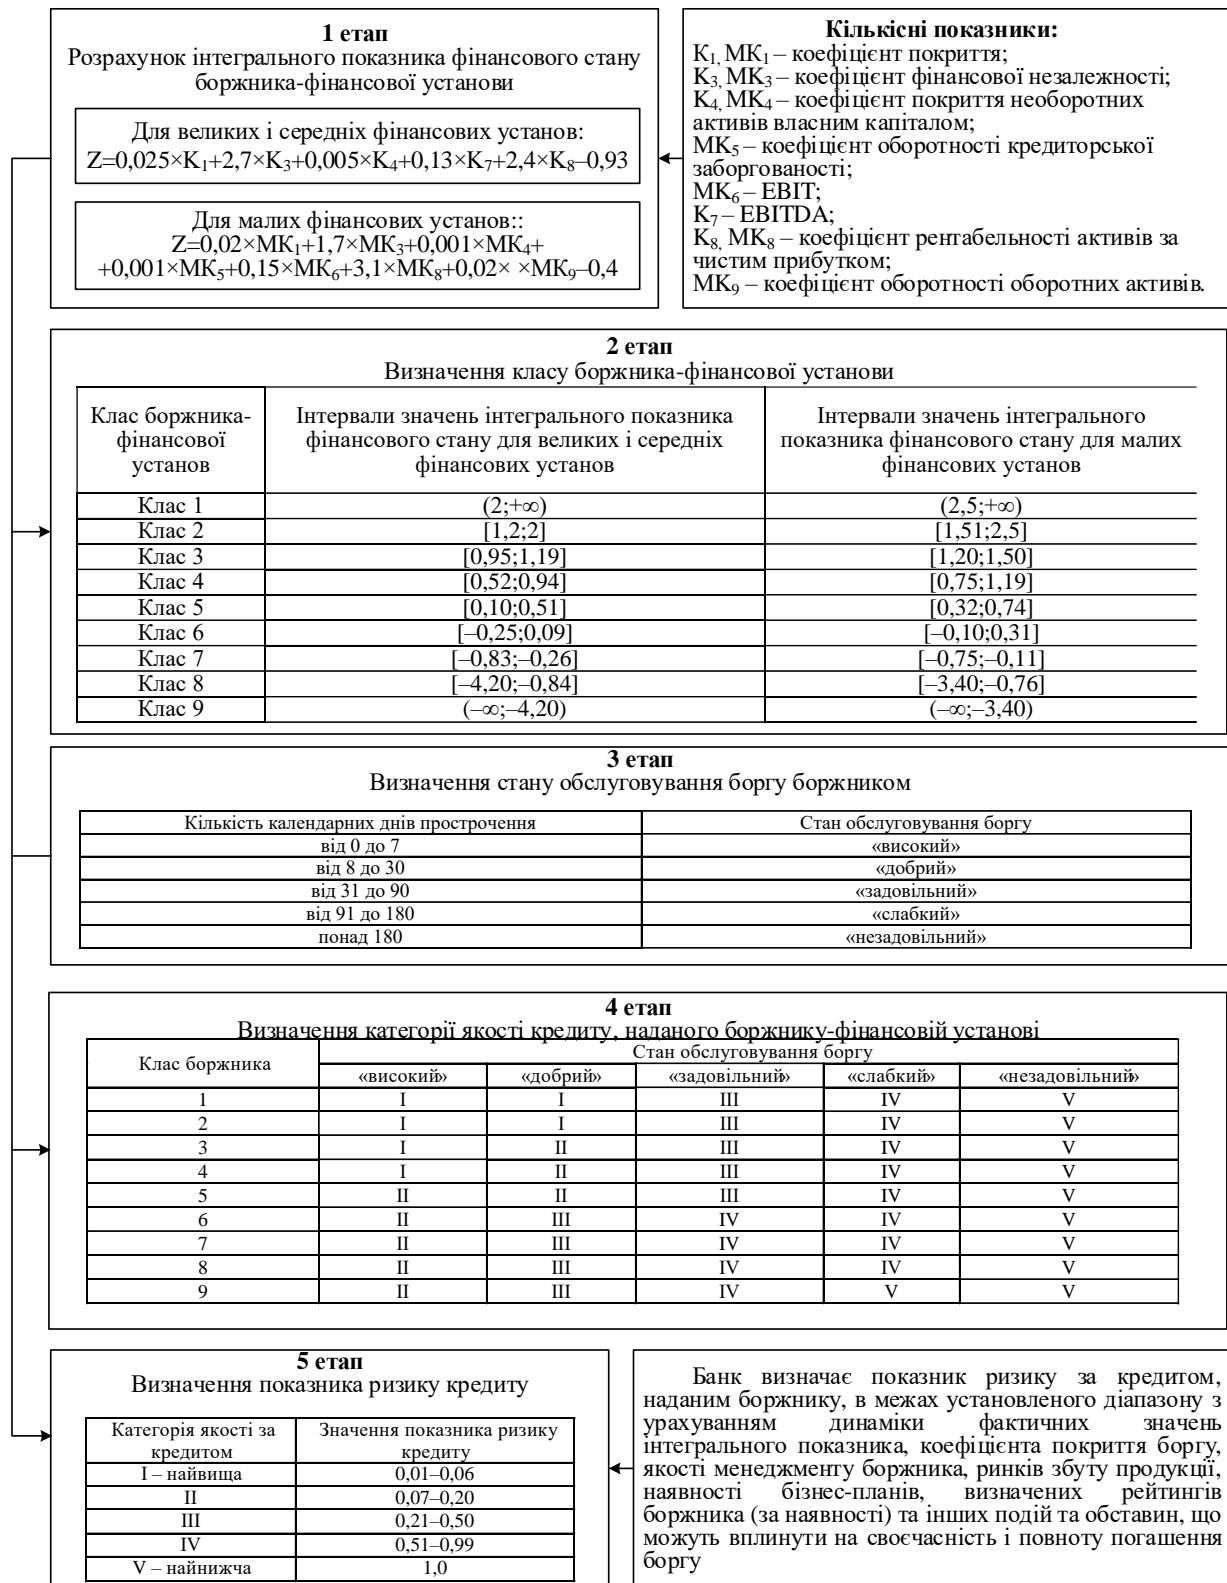 1 етап
Розрахунок інтегрального показника фінансового стану
боржника-фінансової установи
Для великих і середніх фінансових установ:
Z=0,025×K₁+2,7×K₃+0,005×K₄+0,13×K₇+2,4×K₈–0,93
Для малих фінансових установ::
Z=0,02×МК₁+1,7×МК₃+0,001×МК₄+
+0,001×МК₅+0,15×МК₆+3,1×МК₈+0,02× ×МК₉–0,4
Кількісні показники:
К₁, МК₁ – коефіцієнт покриття;
К₃, МК₃ – коефіцієнт фінансової незалежності;
К₄, МК₄ – коефіцієнт покриття необоротних
активів власним капіталом;
МК₅ – коефіцієнт оборотності кредиторської
заборгованості;
МК₆ – EBIT;
К₇ – EBITDA;
К₈, МК₈ – коефіцієнт рентабельності активів за
чистим прибутком;
МК₉ – коефіцієнт оборотності оборотних активів.
2 етап
Визначення класу боржника-фінансової установи
Клас боржника- Інтервали значень інтегрального показника Інтервали значень інтегрального
фінансової фінансового стану для великих і середніх показника фінансового стану для малих
установ фінансових установ фінансових установ
Клас 1 (2;+∞) (2,5;+∞)
Клас 2 [1,2;2] [1,51;2,5]
Клас 3 [0,95;1,19] [1,20;1,50]
Клас 4 [0,52;0,94] [0,75;1,19]
Клас 5 [0,10;0,51] [0,32;0,74]
Клас 6 [–0,25;0,09] [–0,10;0,31]
Клас 7 [–0,83;–0,26] [–0,75;–0,11]
Клас 8 [–4,20;–0,84] [–3,40;–0,76]
Клас 9 (–∞;–4,20) (–∞;–3,40)
3 етап
Визначення стану обслуговування боргу боржником
Кількість календарних днів прострочення Стан обслуговування боргу
від 0 до 7 «високий»
від 8 до 30 «добрий»
від 31 до 90 «задовільний»
від 91 до 180 «слабкий»
понад 180 «незадовільний»
4 етап
Визначення категорії якості кредиту, наданого боржнику-фінансовій установі
Клас боржника Стан обслуговування боргу
«високий» «добрий» «задовільний» «слабкий» «незадовільний»
1 I I III IV V
2 I I III IV V
3 I II III IV V
4 I II III IV V
5 II II III IV V
6 II III IV IV V
7 II III IV IV V
8 II III IV IV V
9 II III IV V V
5 етап
Визначення показника ризику кредиту
Категорія якості за Значення показника ризику
кредитом кредиту
I – найвища 0,01–0,06
II 0,07–0,20
III 0,21–0,50
IV 0,51–0,99
V – найнижча 1,0
Банк визначає показник ризику за кредитом,
наданим боржнику, в межах установленого діапазону з
урахуванням динаміки фактичних значень
інтегрального показника, коефіцієнта покриття боргу,
якості менеджменту боржника, ринків збуту продукції,
наявності бізнес-планів, визначених рейтингів
боржника (за наявності) та інших подій та обставин, що
можуть вплинути на своєчасність і повноту погашення
боргу